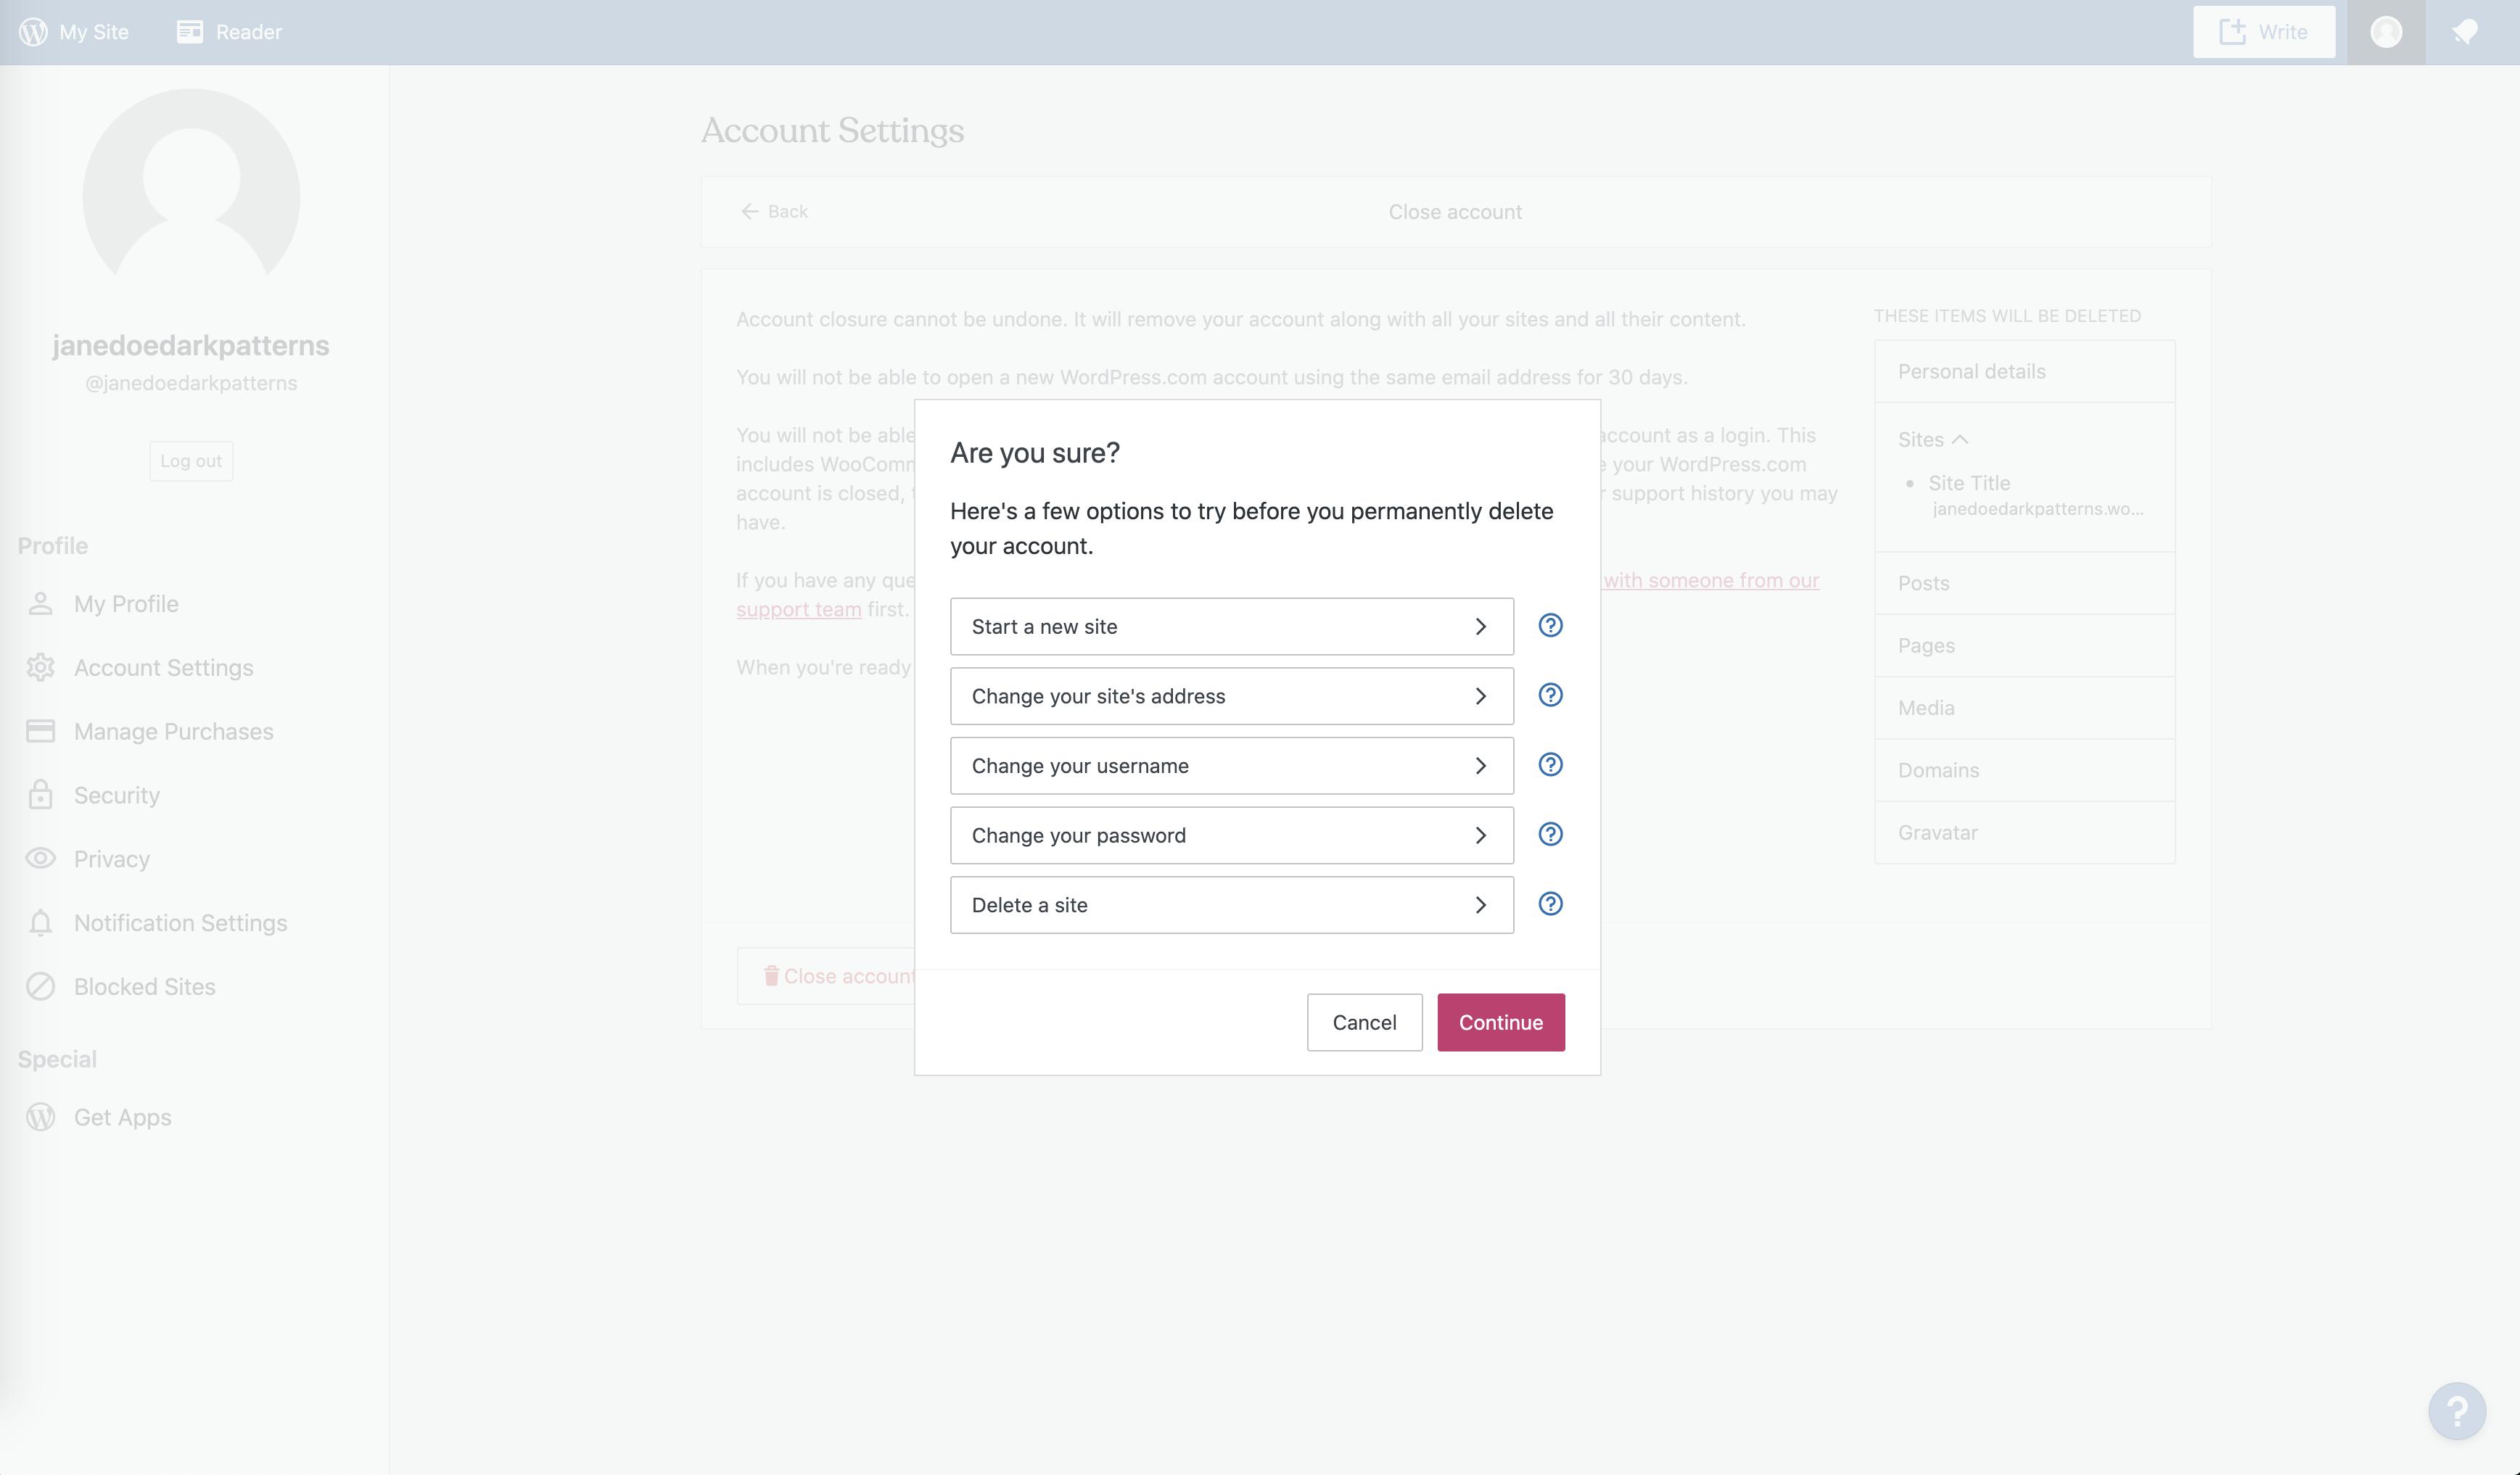 My Site
Reader
Write
janedoedarkpatterns
@janedoedarkpatterns
Log out
Profile
My Profile
Account Settings
Manage Purchases
Security
Privacy
Notification Settings
Blocked Sites
Special
Get Apps
Account Settings
Back
Close account
Account closure cannot be undone. It will remove your account along with all your sites and all their content.
You will not be able to open a new WordPress.com account using the same email address for 30 days.
You will not be able
account as a login. This
includes WooComm
your WordPress.com
account is closed,
support history you may
have.
If you have any que
with someone from our
support team first.
When you're ready
Close account
THESE ITEMS WILL BE DELETED
Personal details
Sites
• Site Title
janedoedarkpatterns.wo...
Posts
Pages
Media
Domains
Gravatar
Are you sure?
Here's a few options to try before you permanently delete
your account.
Start a new site
Change your site's address
Change your username
Change your password
Delete a site
Cancel
Continue